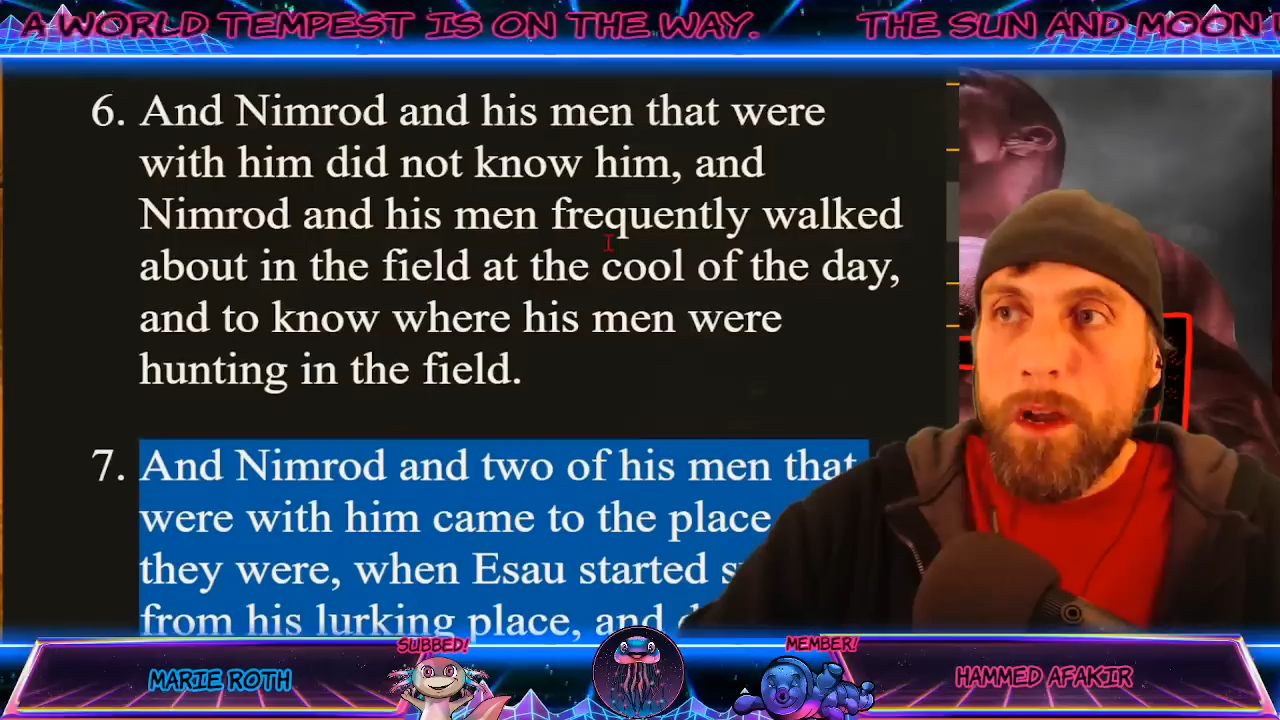 A WORLD TEMPEST IS ON THE WAY. THE SUN AND MOON
6. And Nimrod and his men that were
with him did not know him, and
Nimrod and his men frequently walked
about in the field at the cool of the day,
and to know where his men were
hunting in the field.
7. And Nimrod and two of his men that
were with him came to the place
they were, when Esau started
from his lurking place, and
SUBBED!
MARIE ROTH
MEMBER!
HAMMED AFAKIR